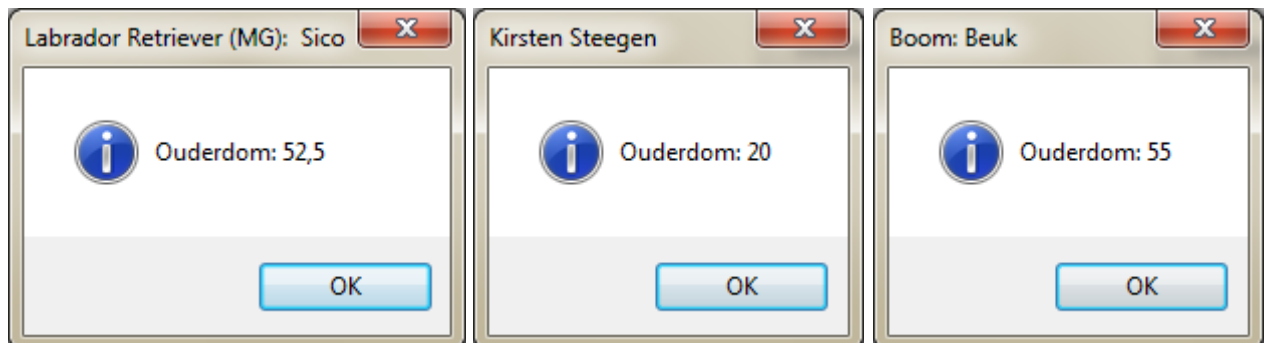 Labrador Retriever (MG): Sico
Ouderdom: 52,5
OK
Kirsten Steegen
Ouderdom: 20
OK
Boom: Beuk
Ouderdom: 55
OK